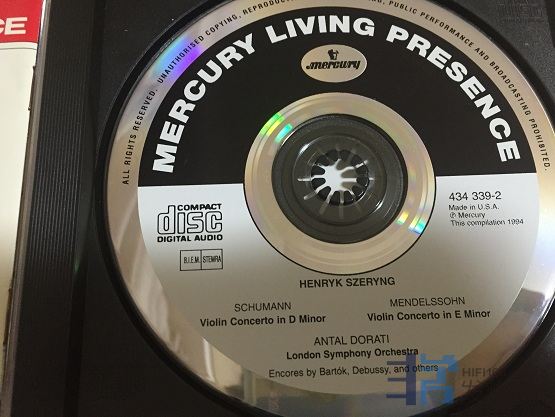 CE
ALL RIGHTS RESERVED. UNAUTHORISED COPYING, REPRODUCTION, PUBLIC PERFORMANCE AND BROADCASTING PROHIBITED.
MERCURY LIVING PRESENCE
mercury
COMPACT
disc
DIGITAL AUDIO
B.I.E.M. STEMRA
434 339-2
Made in U.S.A.
℗ Mercury
This compilation 1994
HENRYK SZERYNG
SCHUMANN
Violin Concerto in D Minor
MENDELSSOHN
Violin Concerto in E Minor
ANTAL DORATI
London Symphony Orchestra
Encores by Bartók, Debussy, and others